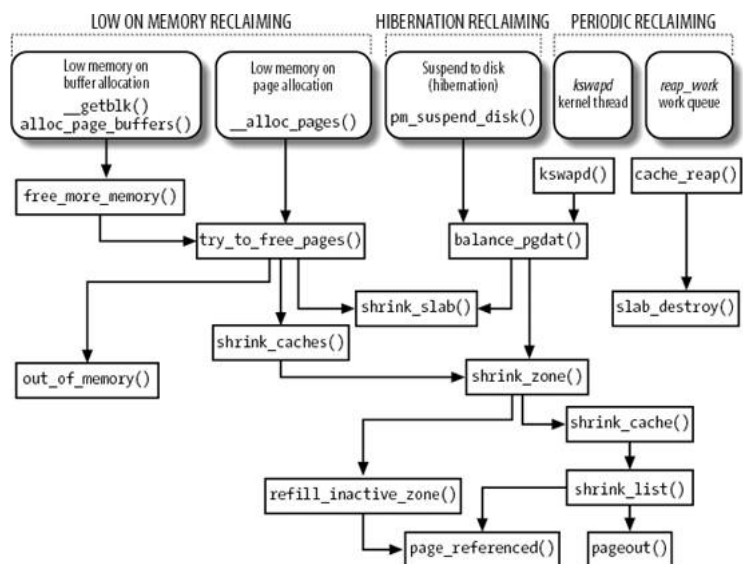 LOW ON MEMORY RECLAIMING
HIBERNATION RECLAIMING
PERIODIC RECLAIMING
Low memory on
buffer allocation
__getblk()
alloc_page_buffers()
Low memory on
page allocation
__alloc_pages()
Suspend to disk
(hibernation)
pm_suspend_disk()
kswapd
kernel thread
reap_work
work queue
free_more_memory()
kswapd()
cache_reap()
try_to_free_pages()
balance_pgdat()
shrink_slab()
slab_destroy()
shrink_caches()
out_of_memory()
shrink_zone()
shrink_cache()
refill_inactive_zone()
shrink_list()
page_referenced()
pageout()